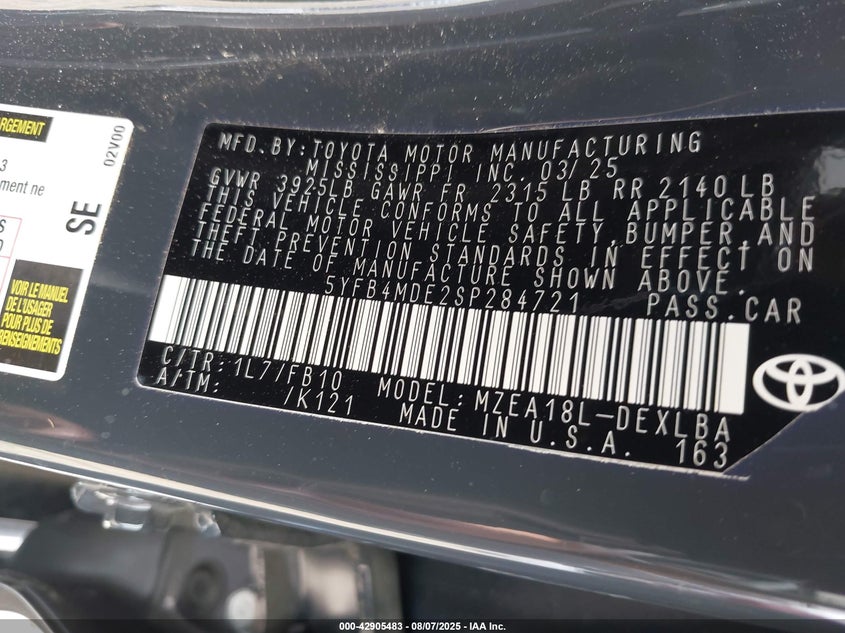 RGEMENT
3
ment ne
02V00
SE
VOIR LE MANUEL
DE L'USAGER
POUR PLUS DE
RENSEIGNEMENTS
MFD.BY:TOYOTA MOTOR MANUFACTURING
MISSISSIPPI INC. 03/25
GVWR 3925LB GAWR FR 2315 LB RR 2140LB
THIS VEHICLE CONFORMS TO ALL APPLICABLE
FEDERAL MOTOR VEHICLE SAFETY,BUMPER,AND
THEFT PREVENTION STANDARDS IN EFFECT ON
THE DATE OF MANUFACTURE SHOWN ABOVE.
5YFB4MDE2SP284721 PASS.CAR
C/TR:1L7/FB10 MODEL:MZEA18L-DEXLBA
A/TM: /K121 MADE IN U.S.A. 163
000-42905483 - 08/07/2025 - IAA Inc.